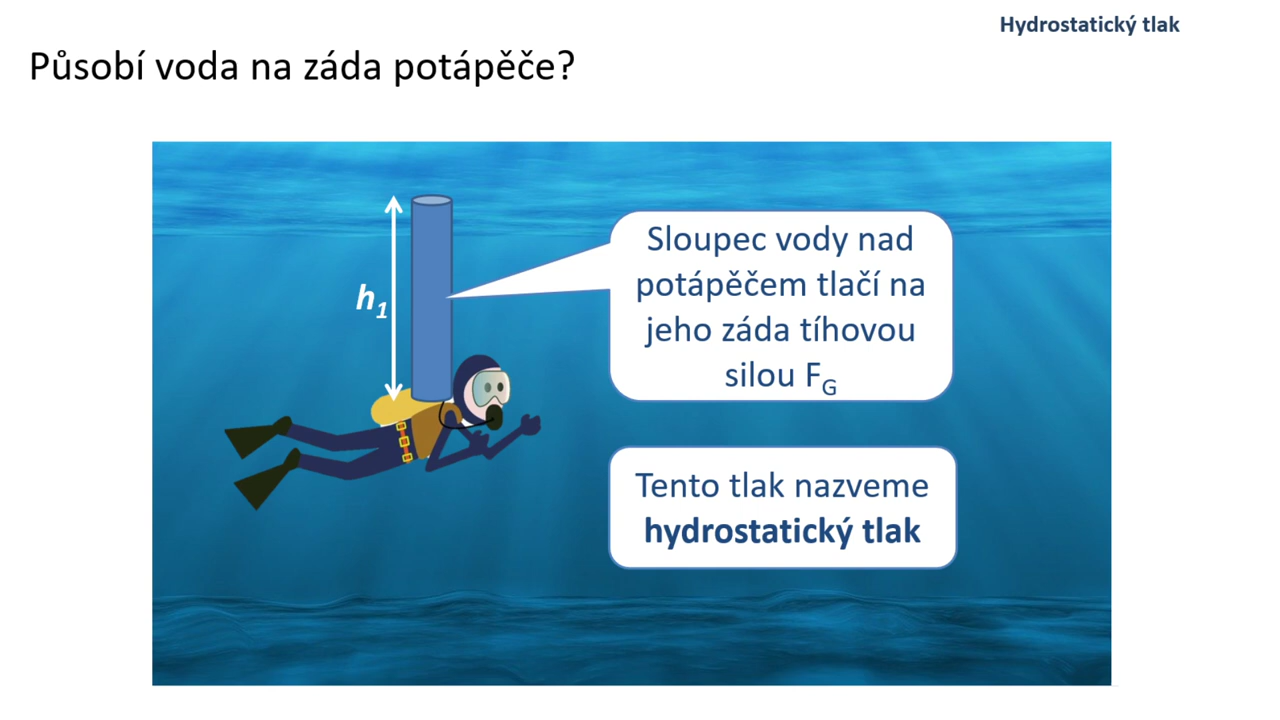 Hydrostatický tlak
Působí voda na záda potápěče?
h1
Sloupec vody nad
potápěčem tlačí na
jeho záda tíhovou
silou FG
Tento tlak nazveme
hydrostatický tlak